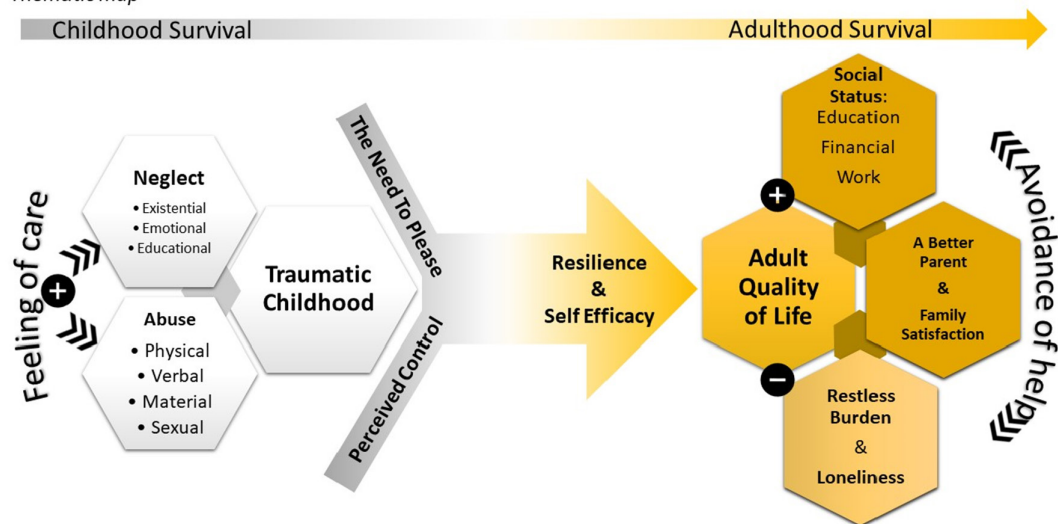 Thematic map
Childhood Survival
Adulthood Survival
Feeling of care
+
Neglect
• Existential
• Emotional
• Educational
Abuse
• Physical
• Verbal
• Material
• Sexual
Traumatic
Childhood
The Need To Please
Perceived Control
Resilience
&
Self Efficacy
+
Adult
Quality
of Life
−
Social
Status:
Education
Financial
Work
A Better
Parent
&
Family
Satisfaction
Restless
Burden
&
Loneliness
Avoidance of help